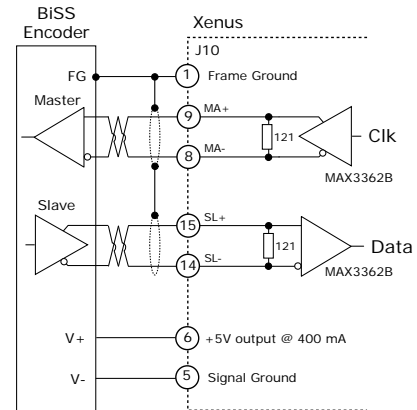 BiSS
Encoder
Xenus
J10
FG
1
Frame Ground
Master
9
MA+
121
Clk
8
MA-
MAX3362B
Slave
15
SL+
121
Data
14
SL-
MAX3362B
V+
6
+5V output @ 400 mA
V-
5
Signal Ground